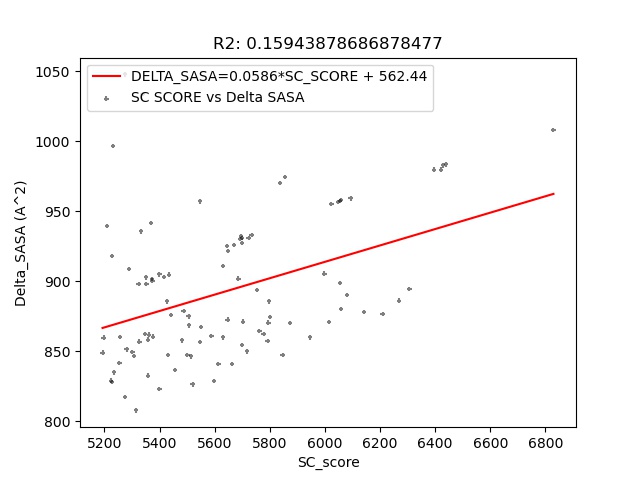 R2: 0.15943878686878477
DELTA_SASA=0.0586*SC_SCORE + 562.44
SC SCORE vs Delta SASA
Delta_SASA (A^2)
1050
1000
950
900
850
800
5200 5400 5600 5800 6000 6200 6400 6600 6800
SC_score